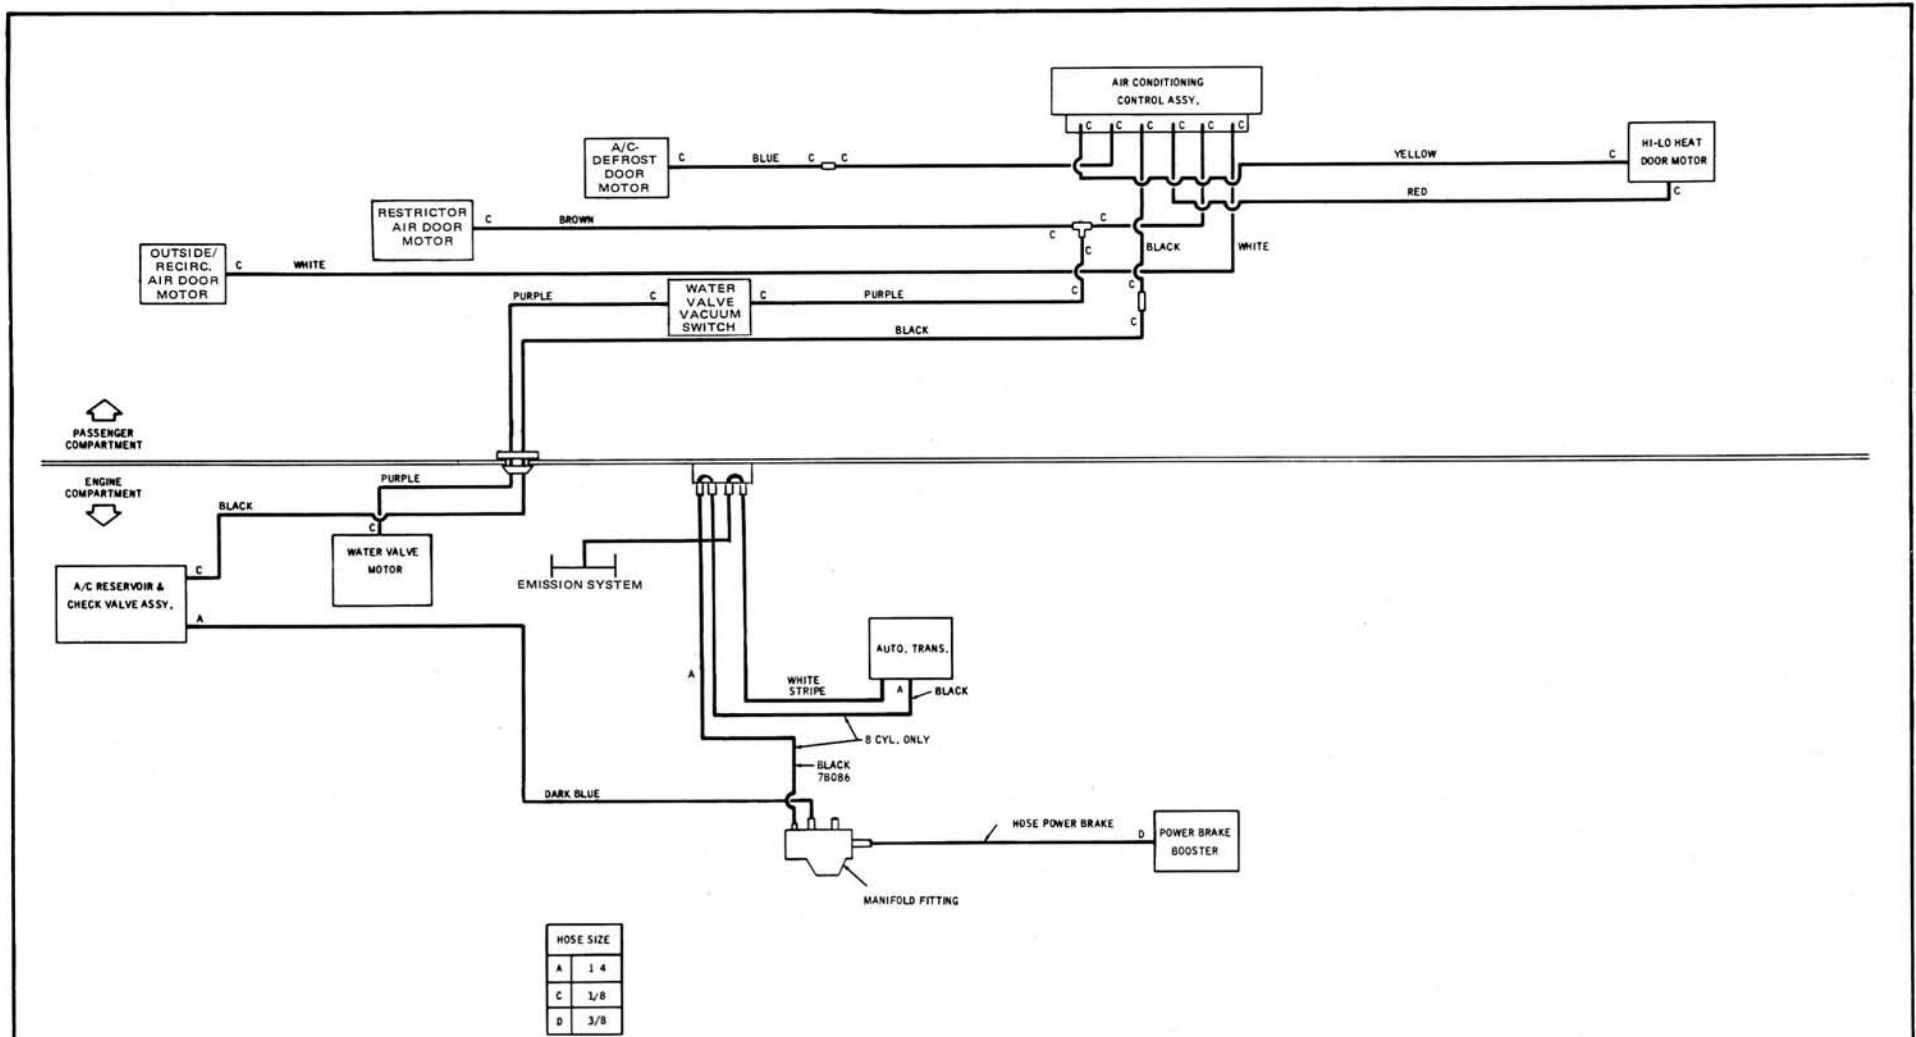 AIR CONDITIONING
CONTROL ASSY.
C C C C C C
A/C-
DEFROST
DOOR
MOTOR
C BLUE C C
YELLOW C
HI-LO HEAT
DOOR MOTOR
RED C
RESTRICTOR
AIR DOOR
MOTOR
C BROWN C C
C
BLACK WHITE
OUTSIDE/
RECIRC.
AIR DOOR
MOTOR
C WHITE
PURPLE C
WATER
VALVE
VACUUM
SWITCH
C PURPLE C
C
C
BLACK
PASSENGER
COMPARTMENT
ENGINE
COMPARTMENT
PURPLE
BLACK
C
WATER VALVE
MOTOR
A/C RESERVOIR &
CHECK VALVE ASSY.
C
A
EMISSION SYSTEM
A
AUTO. TRANS.
WHITE
STRIPE
A BLACK
8 CYL. ONLY
BLACK
7B086
DARK BLUE
HOSE POWER BRAKE D
POWER BRAKE
BOOSTER
MANIFOLD FITTING
HOSE SIZE
A 1 4
C 1/8
D 3/8